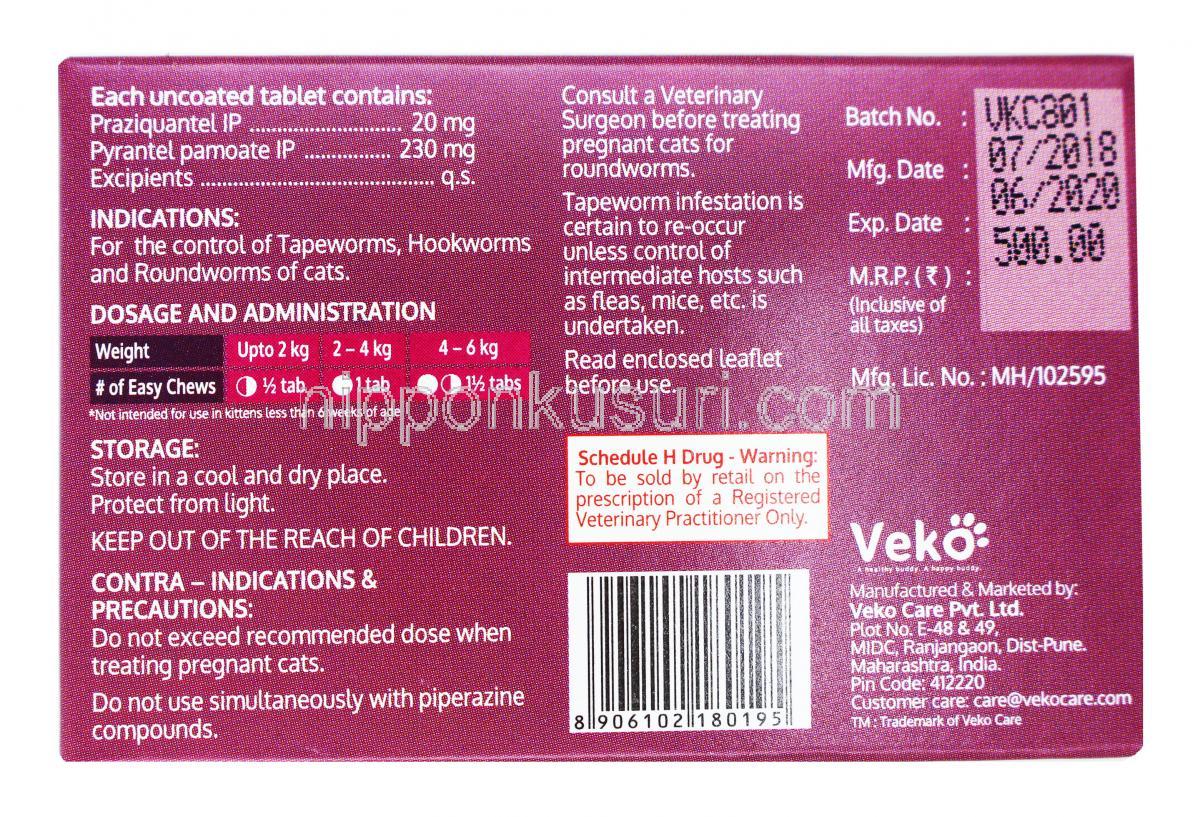 Each uncoated tablet contains:
Praziquantel IP ............................ 20 mg
Pyrantel pamoate IP ................ 230 mg
Excipients ........................................... q.s.
INDICATIONS:
For the control of Tapeworms, Hookworms
and Roundworms of cats.
DOSAGE AND ADMINISTRATION
Weight Upto 2 kg 2 – 4 kg 4 – 6 kg
# of Easy Chews ½ tab 1 tab 1½ tabs
*Not intended for use in kittens less than 6 weeks of age
STORAGE:
Store in a cool and dry place.
Protect from light.
KEEP OUT OF THE REACH OF CHILDREN.
CONTRA – INDICATIONS &
PRECAUTIONS:
Do not exceed recommended dose when
treating pregnant cats.
Do not use simultaneously with piperazine
compounds.
Consult a Veterinary
Surgeon before treating
pregnant cats for
roundworms.
Tapeworm infestation is
certain to re-occur
unless control of
intermediate hosts such
as fleas, mice, etc. is
undertaken.
Read enclosed leaflet
before use.
nipponkusuri.com
Schedule H Drug - Warning:
To be sold by retail on the
prescription of a Registered
Veterinary Practitioner Only.
8 906102 180195
Batch No. : VKC801
Mfg. Date : 07/2018
Exp. Date : 06/2020
M.R.P. ( ₹ ) : 500.00
(Inclusive of
all taxes)
Mfg. Lic. No. : MH/102595
Veko
A healthy buddy. A happy buddy.
Manufactured & Marketed by:
Veko Care Pvt. Ltd.
Plot No. E-48 & 49,
MIDC, Ranjangaon, Dist-Pune.
Maharashtra, India.
Pin Code: 412220
Customer care: care@vekocare.com
TM : Trademark of Veko Care